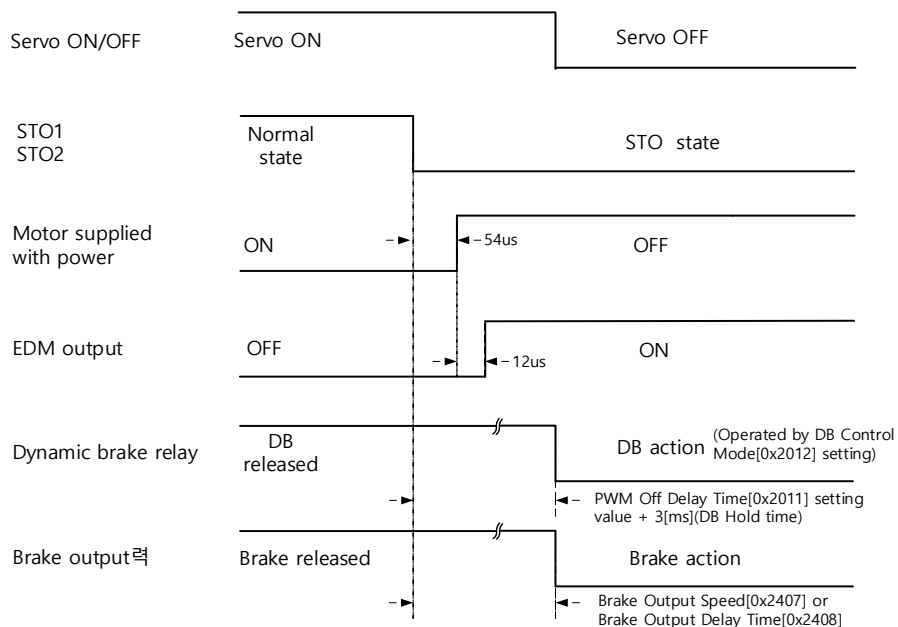 Servo ON/OFF
Servo ON
Servo OFF
STO1
STO2
Normal
state
STO state
Motor supplied
with power
ON
54us
OFF
EDM output
OFF
12us
ON
Dynamic brake relay
DB
released
DB action
(Operated by DB Control
Mode[0x2012] setting)
PWM Off Delay Time[0x2011] setting
value + 3[ms](DB Hold time)
Brake output력
Brake released
Brake action
Brake Output Speed[0x2407] or
Brake Output Delay Time[0x2408]